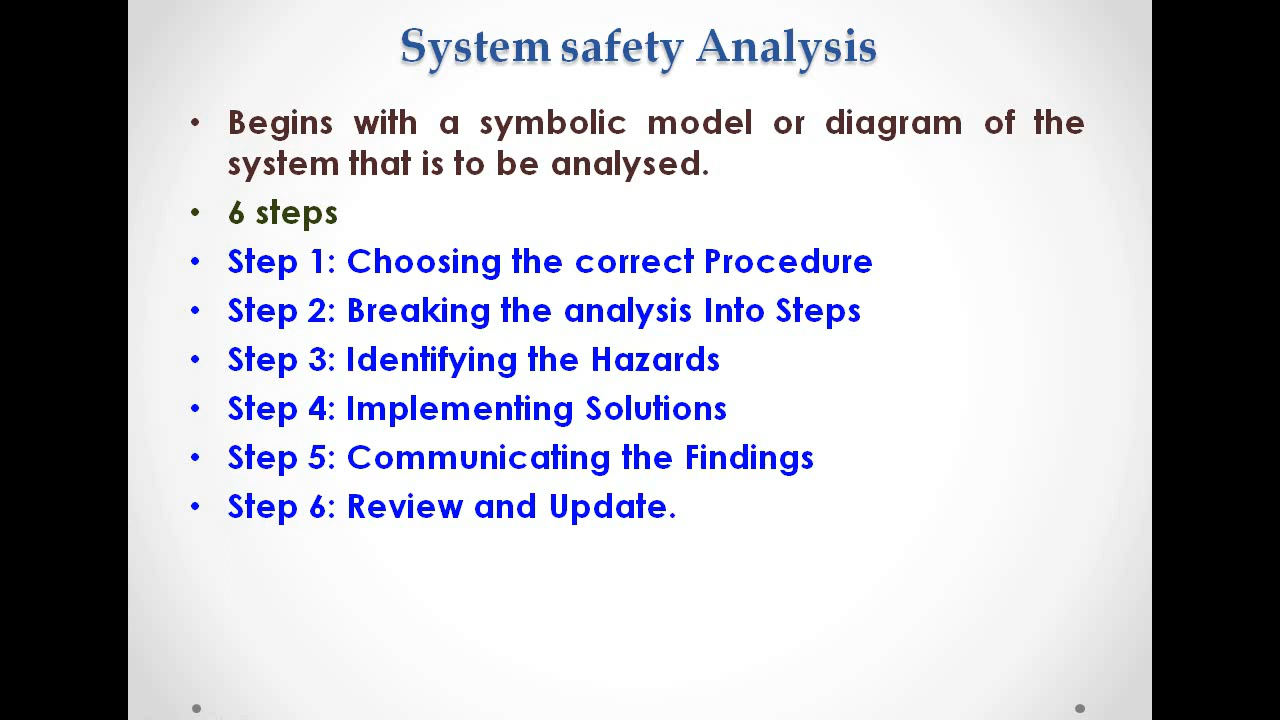 System safety Analysis
• Begins with a symbolic model or diagram of the
system that is to be analysed.
• 6 steps
• Step 1: Choosing the correct Procedure
• Step 2: Breaking the analysis Into Steps
• Step 3: Identifying the Hazards
• Step 4: Implementing Solutions
• Step 5: Communicating the Findings
• Step 6: Review and Update.